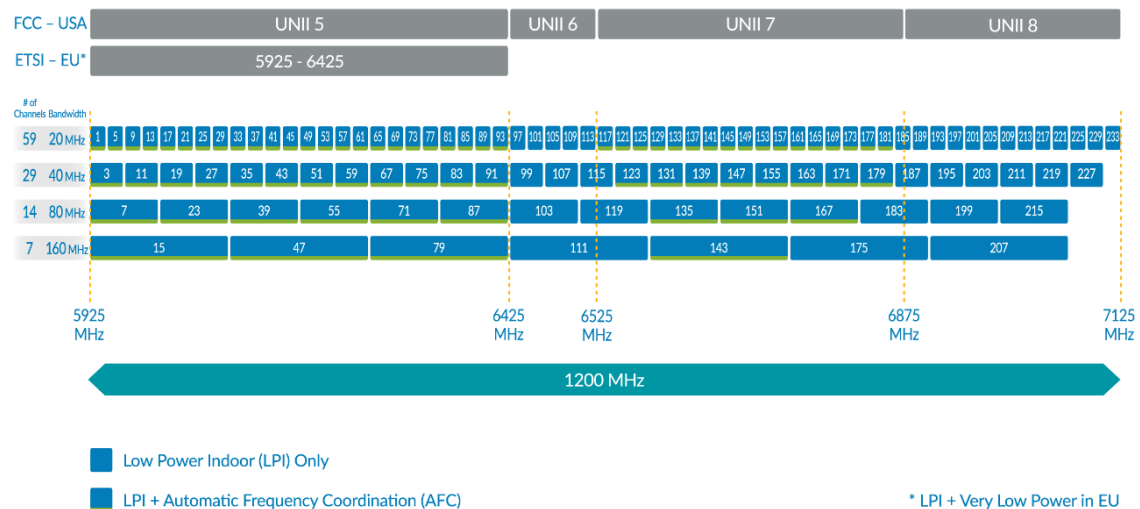 FCC – USA UNII 5 UNII 6 UNII 7 UNII 8
ETSI – EU* 5925 - 6425
# of
Channels Bandwidth
59 20 MHz 1 5 9 13 17 21 25 29 33 37 41 45 49 53 57 61 65 69 73 77 81 85 89 93 97 101 105 109 113 117 121 125 129 133 137 141 145 149 153 157 161 165 169 173 177 181 185 189 193 197 201 205 209 213 217 221 225 229 233
29 40 MHz 3 11 19 27 35 43 51 59 67 75 83 91 99 107 115 123 131 139 147 155 163 171 179 187 195 203 211 219 227
14 80 MHz 7 23 39 55 71 87 103 119 135 151 167 183 199 215
7 160 MHz 15 47 79 111 143 175 207
5925 6425 6525 6875 7125
MHz MHz MHz MHz MHz
1200 MHz
Low Power Indoor (LPI) Only
LPI + Automatic Frequency Coordination (AFC) * LPI + Very Low Power in EU